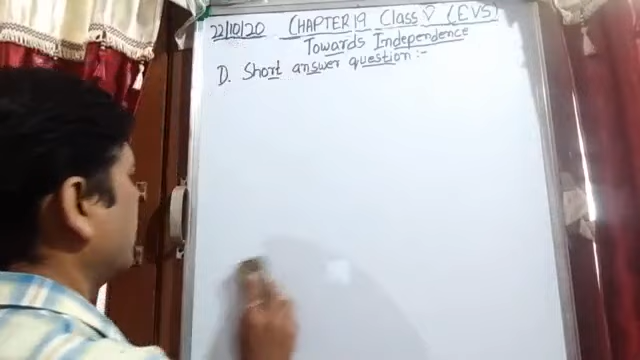 22/10/20 CHAPTER 19 Class V (EVS)
Towards Independence
D. Short answer question :-